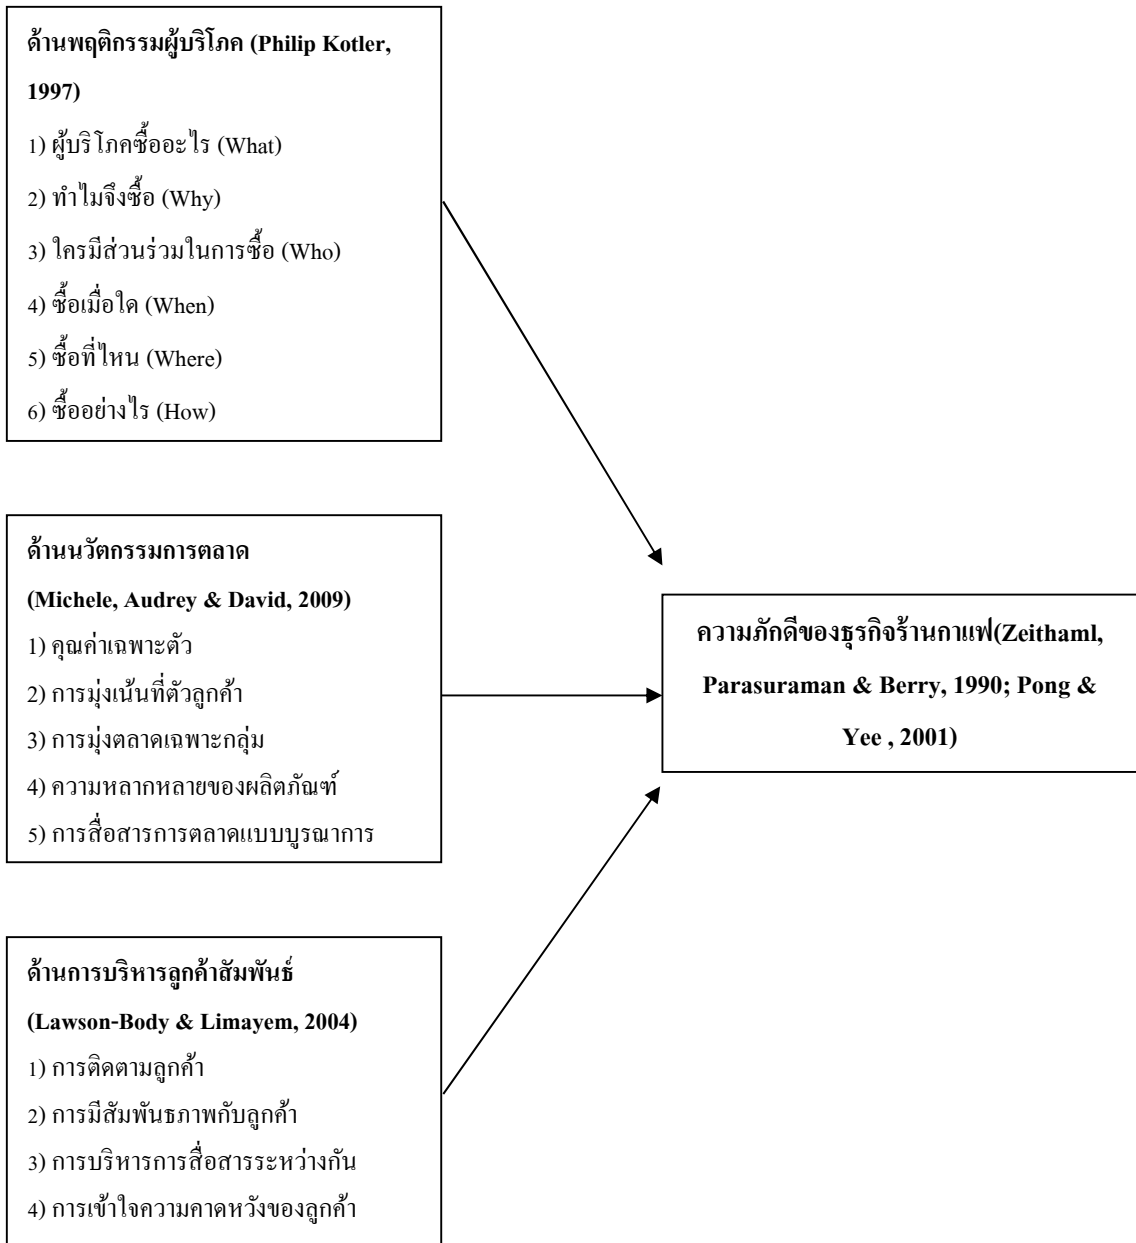 ด้านพฤติกรรมผู้บริโภค (Philip Kotler,
1997)
1) ผู้บริโภคซื้ออะไร (What)
2) ทำไมจึงซื้อ (Why)
3) ใครมีส่วนร่วมในการซื้อ (Who)
4) ซื้อเมื่อใด (When)
5) ซื้อที่ไหน (Where)
6) ซื้ออย่างไร (How)
ด้านนวัตกรรมการตลาด
(Michele, Audrey & David, 2009)
1) คุณค่าเฉพาะตัว
2) การมุ่งเน้นที่ตัวลูกค้า
3) การมุ่งตลาดเฉพาะกลุ่ม
4) ความหลากหลายของผลิตภัณฑ์
5) การสื่อสารการตลาดแบบบูรณาการ
ด้านการบริหารลูกค้าสัมพันธ์
(Lawson-Body & Limayem, 2004)
1) การติดตามลูกค้า
2) การมีสัมพันธภาพกับลูกค้า
3) การบริหารการสื่อสารระหว่างกัน
4) การเข้าใจความคาดหวังของลูกค้า
ความภักดีของธุรกิจร้านกาแฟ(Zeithaml,
Parasuraman & Berry, 1990; Pong &
Yee , 2001)